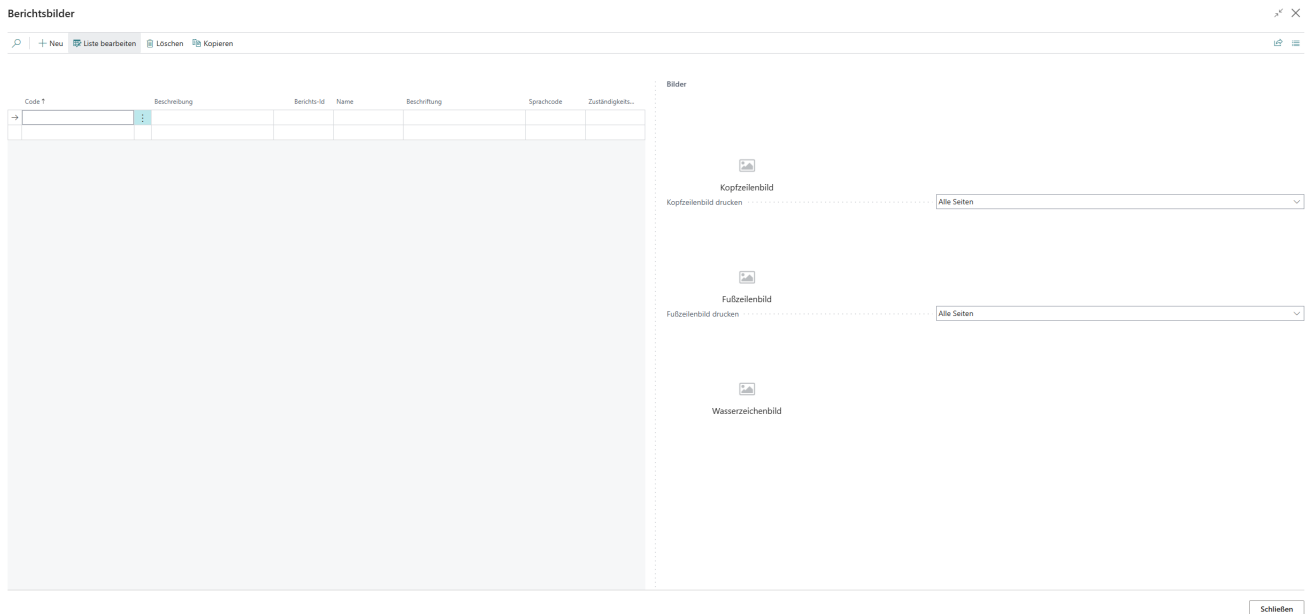 Berichtsbilder
Neu Liste bearbeiten Löschen Kopieren
Bilder
Code ↑ Beschreibung Berichts-Id Name Beschriftung Sprachcode Zuständigkeits...
Kopfzeilenbild
Kopfzeilenbild drucken Alle Seiten
Fußzeilenbild
Fußzeilenbild drucken Alle Seiten
Wasserzeichenbild
Schließen